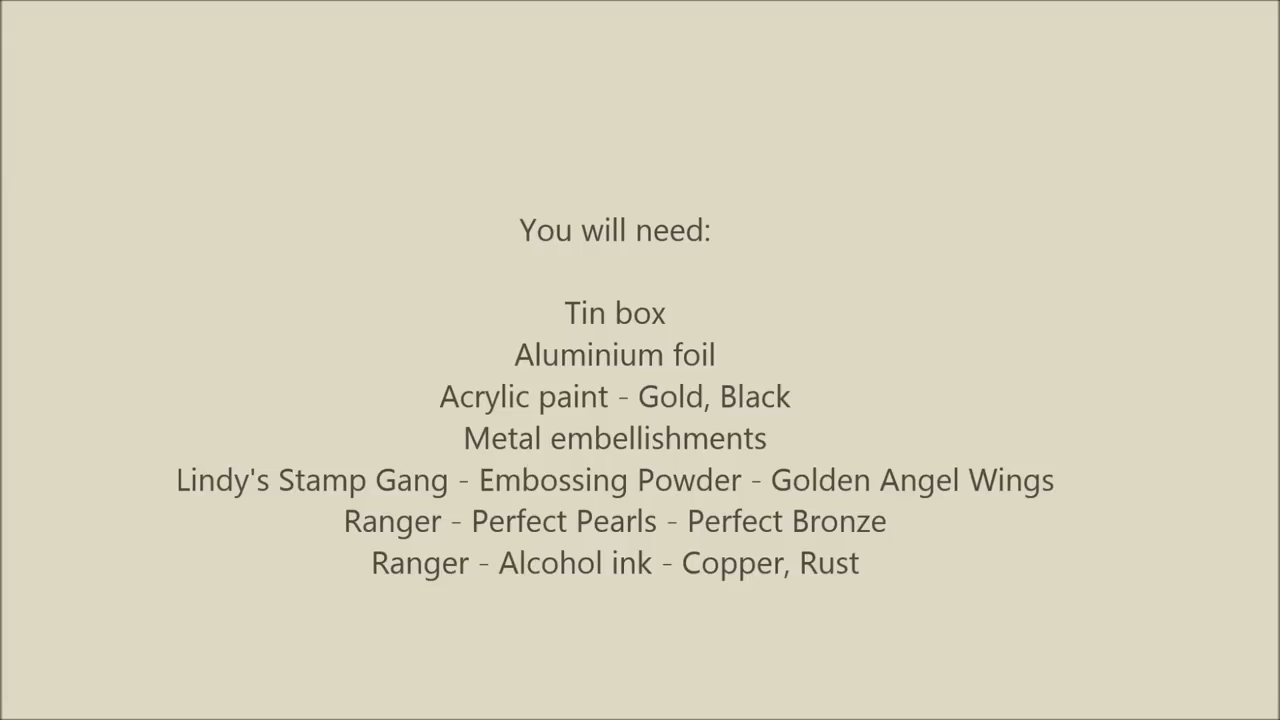 You will need:
Tin box
Aluminium foil
Acrylic paint - Gold, Black
Metal embellishments
Lindy's Stamp Gang - Embossing Powder - Golden Angel Wings
Ranger - Perfect Pearls - Perfect Bronze
Ranger - Alcohol ink - Copper, Rust